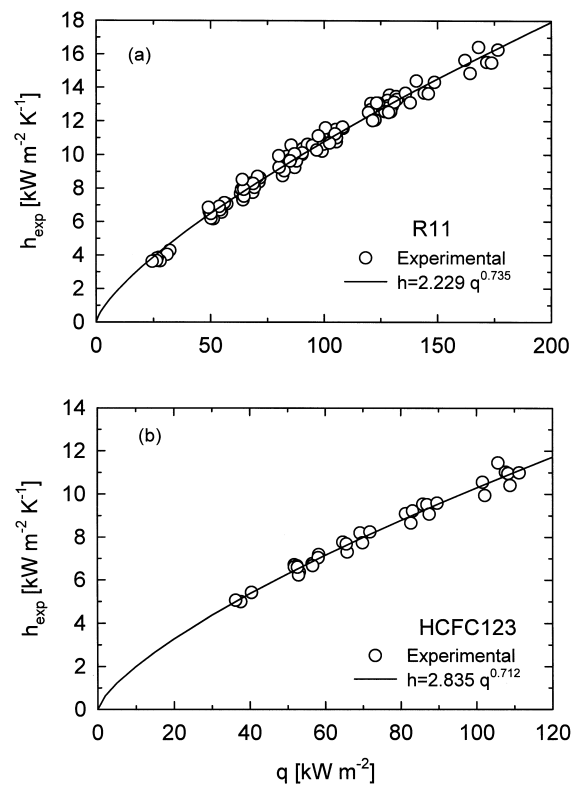 18
16
14
12
10
8
6
4
2
0
(a)
h_exp [kW m⁻² K⁻¹]
R11
Experimental
h=2.229 q^0.735
0 50 100 150 200
14
12
10
8
6
4
2
0
(b)
h_exp [kW m⁻² K⁻¹]
HCFC123
Experimental
h=2.835 q^0.712
0 20 40 60 80 100 120
q [kW m⁻²]